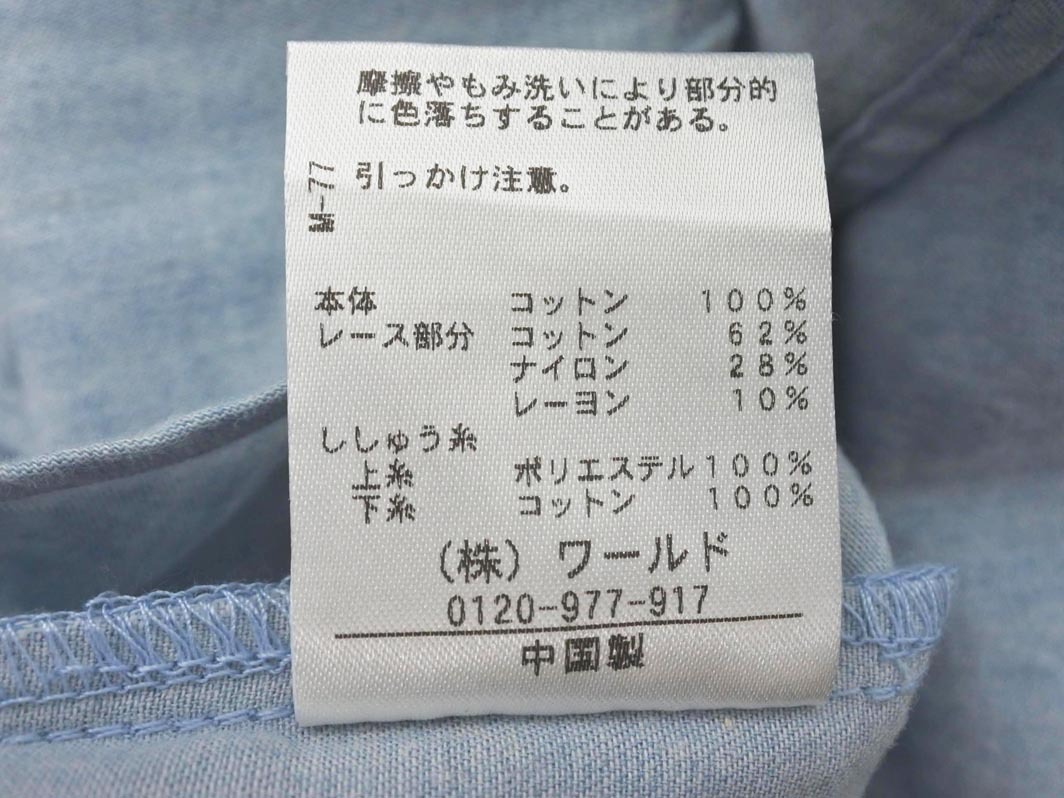 摩擦やもみ洗いにより部分的
に色落ちすることがある。
引っかけ注意。
M-77
本体 コットン 100%
レース部分 コットン 62%
ナイロン 28%
レーヨン 10%
ししゅう糸
上糸 ポリエステル 100%
下糸 コットン 100%
(株) ワールド
0120-977-917
中国製